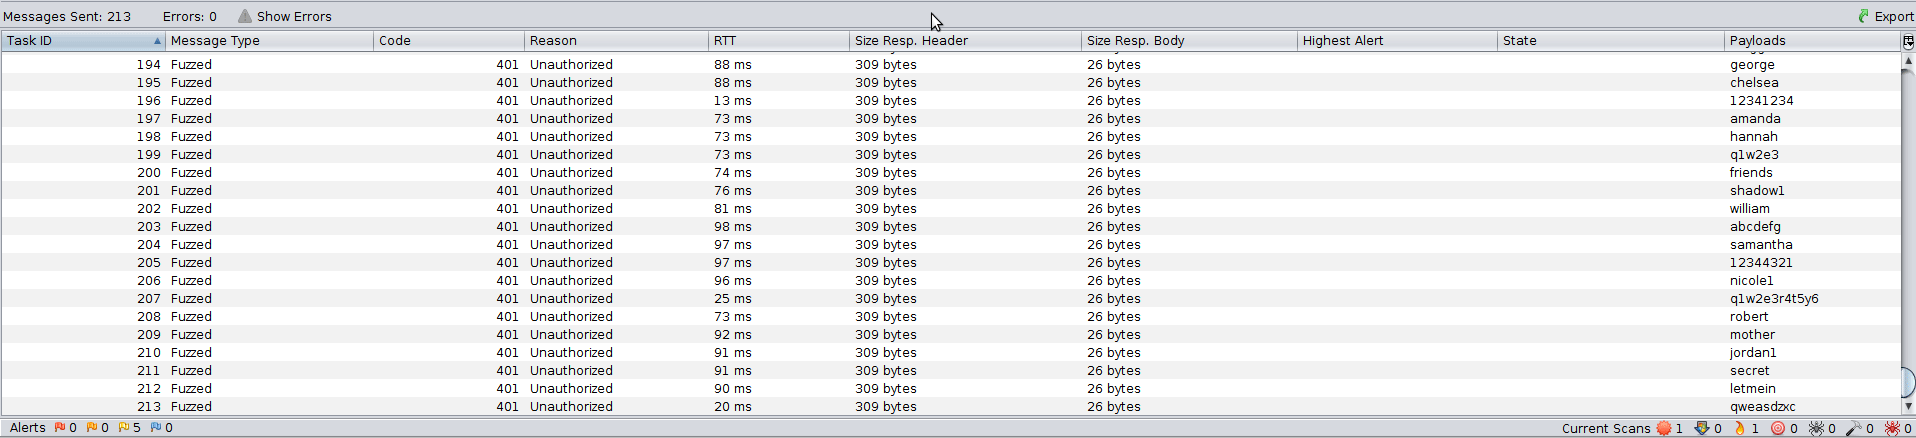 Messages Sent: 213 Errors: 0 Show Errors Export
Task ID Message Type Code Reason RTT Size Resp. Header Size Resp. Body Highest Alert State Payloads
194 Fuzzed 401 Unauthorized 88 ms 309 bytes 26 bytes george
195 Fuzzed 401 Unauthorized 88 ms 309 bytes 26 bytes chelsea
196 Fuzzed 401 Unauthorized 13 ms 309 bytes 26 bytes 12341234
197 Fuzzed 401 Unauthorized 73 ms 309 bytes 26 bytes amanda
198 Fuzzed 401 Unauthorized 73 ms 309 bytes 26 bytes hannah
199 Fuzzed 401 Unauthorized 73 ms 309 bytes 26 bytes q1w2e3
200 Fuzzed 401 Unauthorized 74 ms 309 bytes 26 bytes friends
201 Fuzzed 401 Unauthorized 76 ms 309 bytes 26 bytes shadow1
202 Fuzzed 401 Unauthorized 81 ms 309 bytes 26 bytes william
203 Fuzzed 401 Unauthorized 98 ms 309 bytes 26 bytes abcdefg
204 Fuzzed 401 Unauthorized 97 ms 309 bytes 26 bytes samantha
205 Fuzzed 401 Unauthorized 97 ms 309 bytes 26 bytes 12344321
206 Fuzzed 401 Unauthorized 96 ms 309 bytes 26 bytes nicole1
207 Fuzzed 401 Unauthorized 25 ms 309 bytes 26 bytes q1w2e3r4t5y6
208 Fuzzed 401 Unauthorized 73 ms 309 bytes 26 bytes robert
209 Fuzzed 401 Unauthorized 92 ms 309 bytes 26 bytes mother
210 Fuzzed 401 Unauthorized 91 ms 309 bytes 26 bytes jordan1
211 Fuzzed 401 Unauthorized 91 ms 309 bytes 26 bytes secret
212 Fuzzed 401 Unauthorized 90 ms 309 bytes 26 bytes letmein
213 Fuzzed 401 Unauthorized 20 ms 309 bytes 26 bytes qweasdzxc
Alerts 0 0 5 0 Current Scans 1 0 1 0 0 0 0